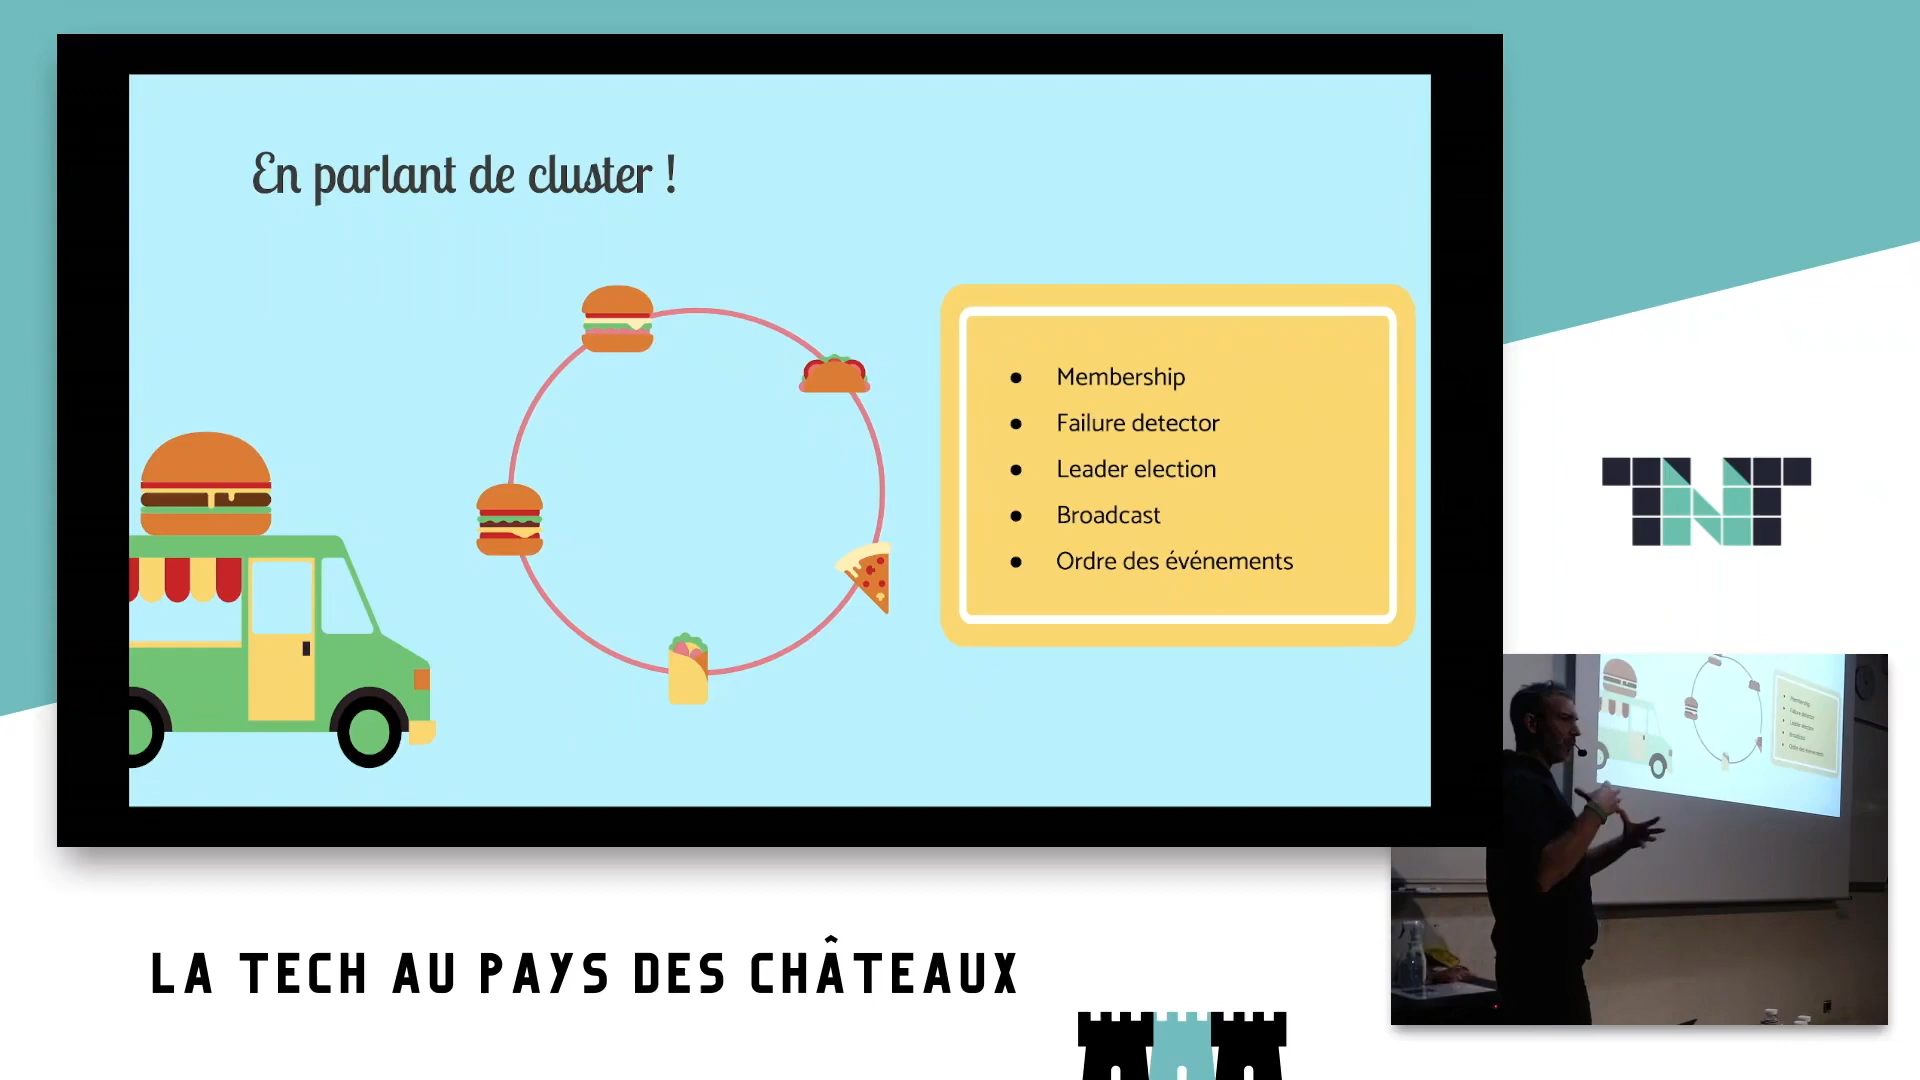 En parlant de cluster !
Membership
Failure detector
Leader election
Broadcast
Ordre des événements
TNT
LA TECH AU PAYS DES CHÂTEAUX